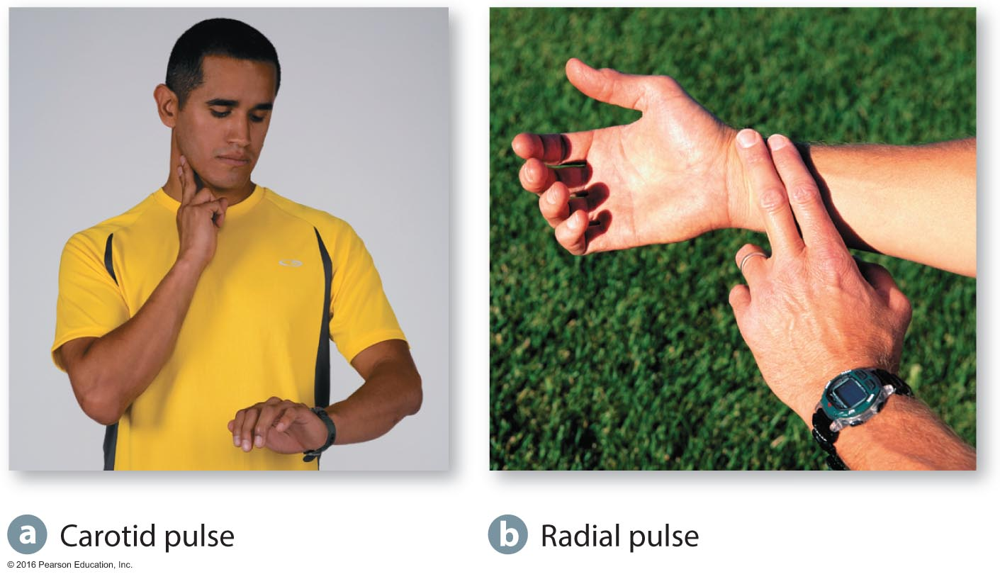 a Carotid pulse
b Radial pulse
© 2016 Pearson Education, Inc.